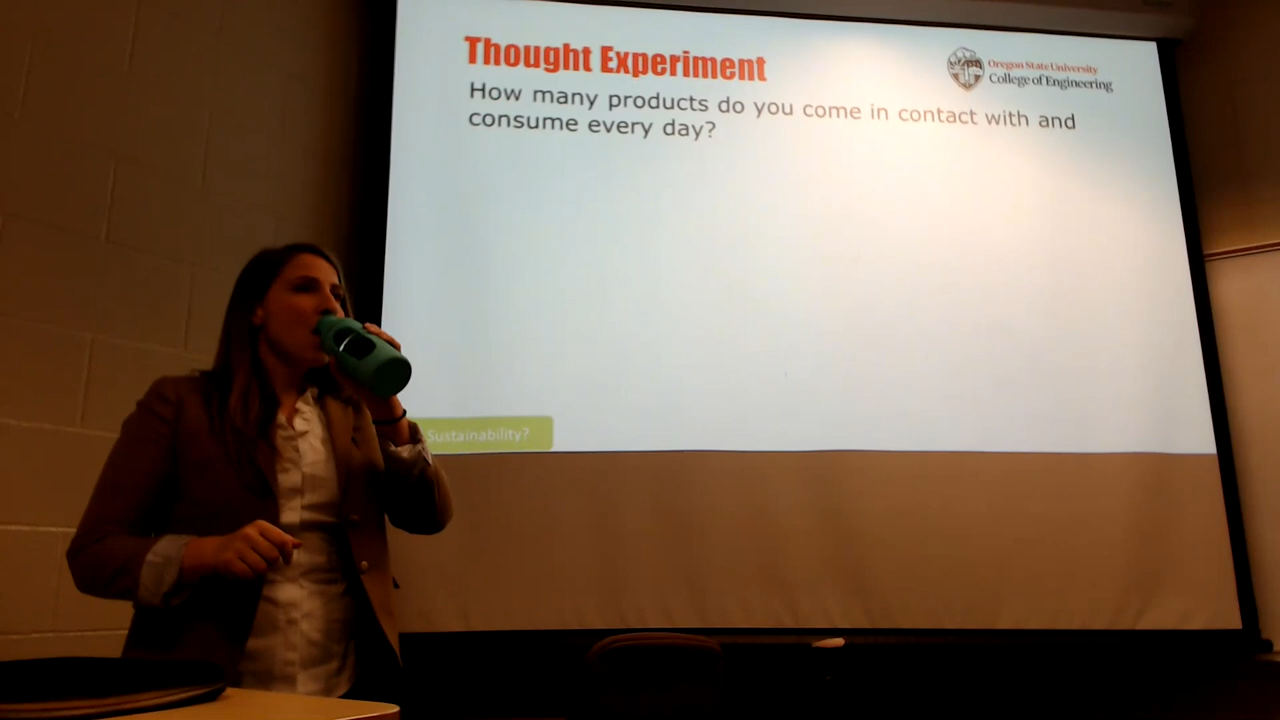 Thought Experiment
Oregon State University
College of Engineering
How many products do you come in contact with and
consume every day?
Sustainability?